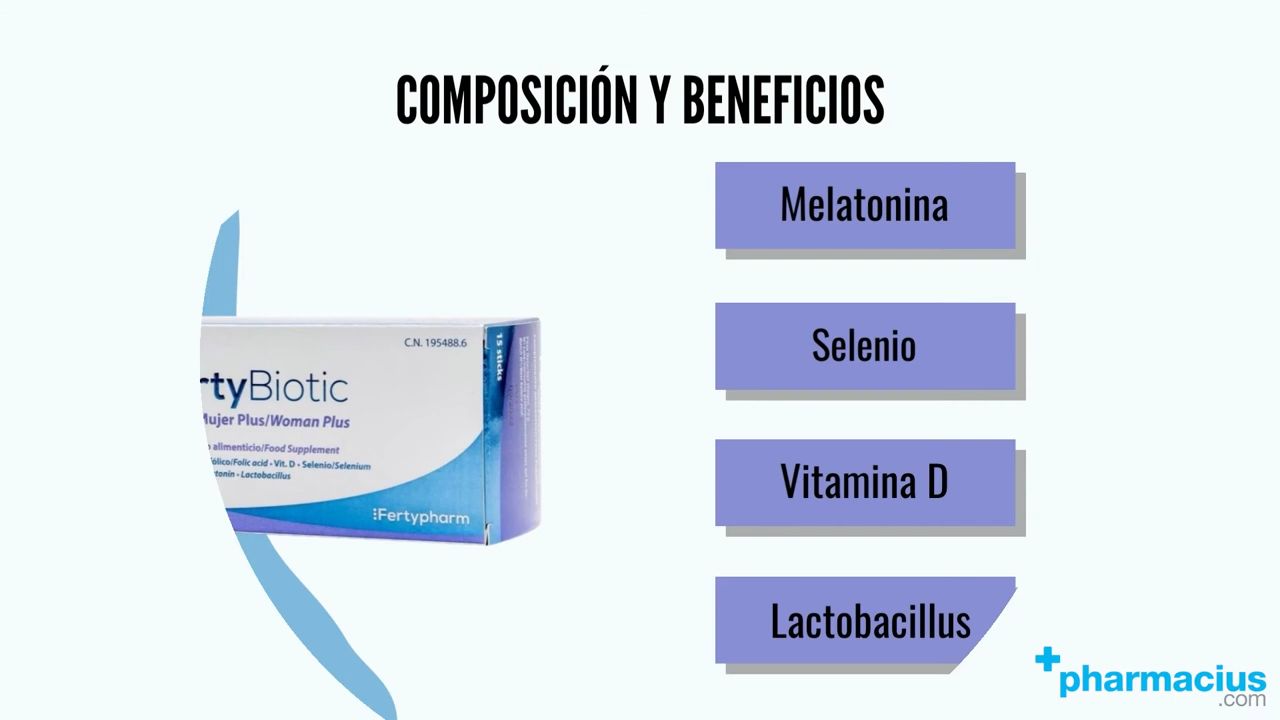 COMPOSICIÓN Y BENEFICIOS
Melatonina
Selenio
Vitamina D
Lactobacillus
C.N. 195488.6
15 sticks
rtyBiotic
Mujer Plus/Woman Plus
alimenticio/Food Supplement
ólico/Folic acid - Vit. D - Selenio/Selenium
tonin - Lactobacillus
Fertypharm
pharmacius
.com